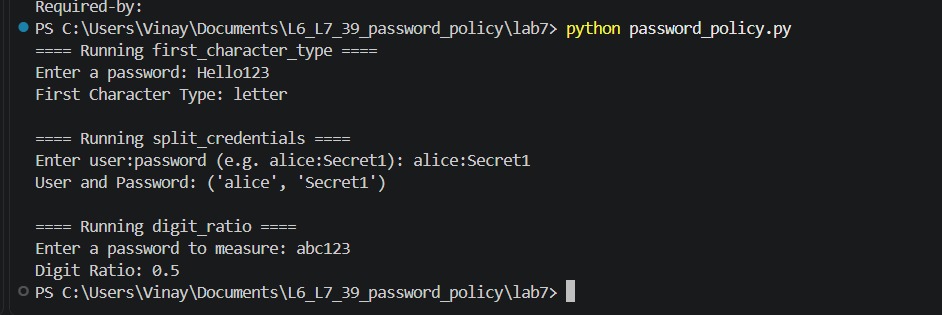 Required-by:
PS C:\Users\Vinay\Documents\L6_L7_39_password_policy\lab7> python password_policy.py
==== Running first_character_type ====
Enter a password: Hello123
First Character Type: letter
==== Running split_credentials ====
Enter user:password (e.g. alice:Secret1): alice:Secret1
User and Password: ('alice', 'Secret1')
==== Running digit_ratio ====
Enter a password to measure: abc123
Digit Ratio: 0.5
PS C:\Users\Vinay\Documents\L6_L7_39_password_policy\lab7>